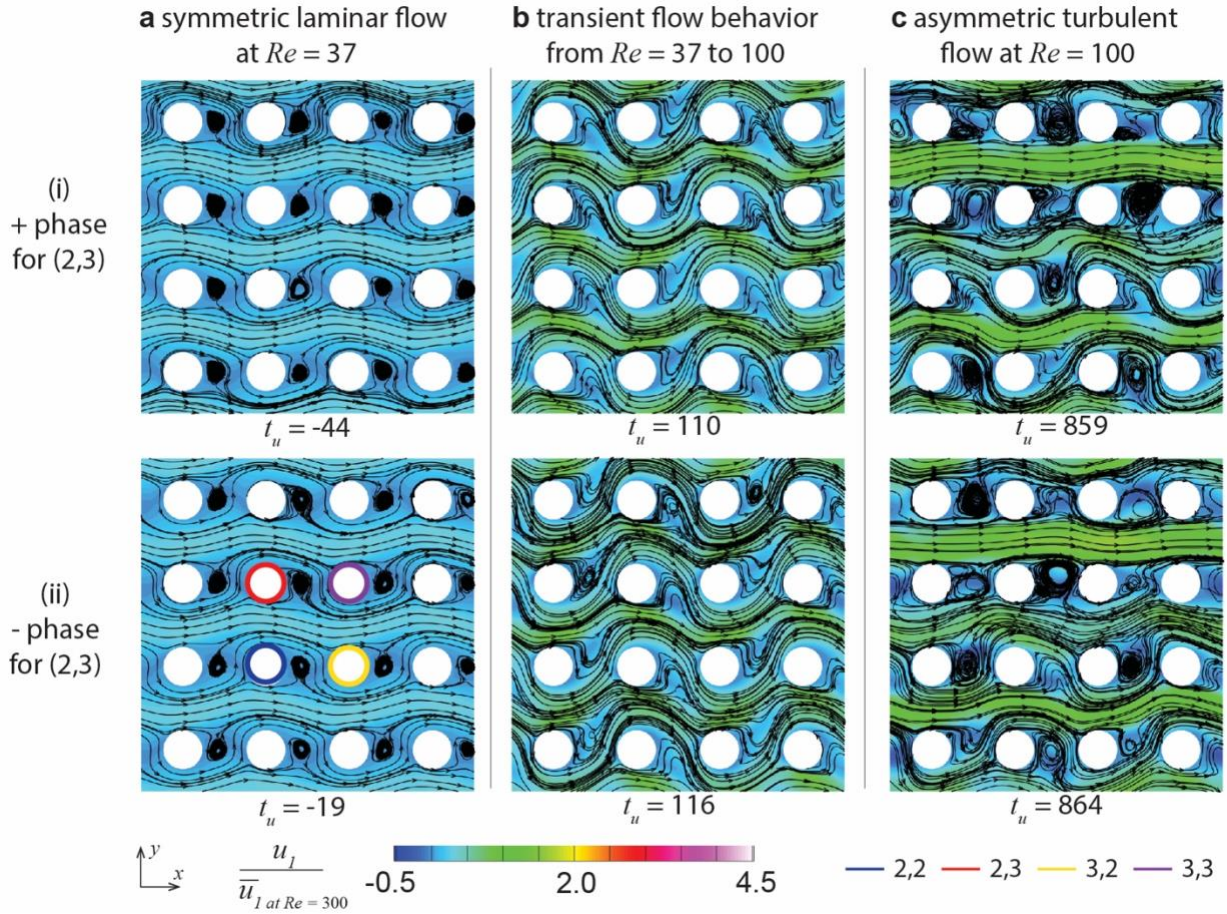 a symmetric laminar flow
at Re = 37
b transient flow behavior
from Re = 37 to 100
c asymmetric turbulent
flow at Re = 100
(i)
+ phase
for (2,3)
t_u = -44
t_u = 110
t_u = 859
(ii)
- phase
for (2,3)
t_u = -19
t_u = 116
t_u = 864
y
x
u_1
u̅_1 at Re = 300
-0.5
2.0
4.5
2,2
2,3
3,2
3,3